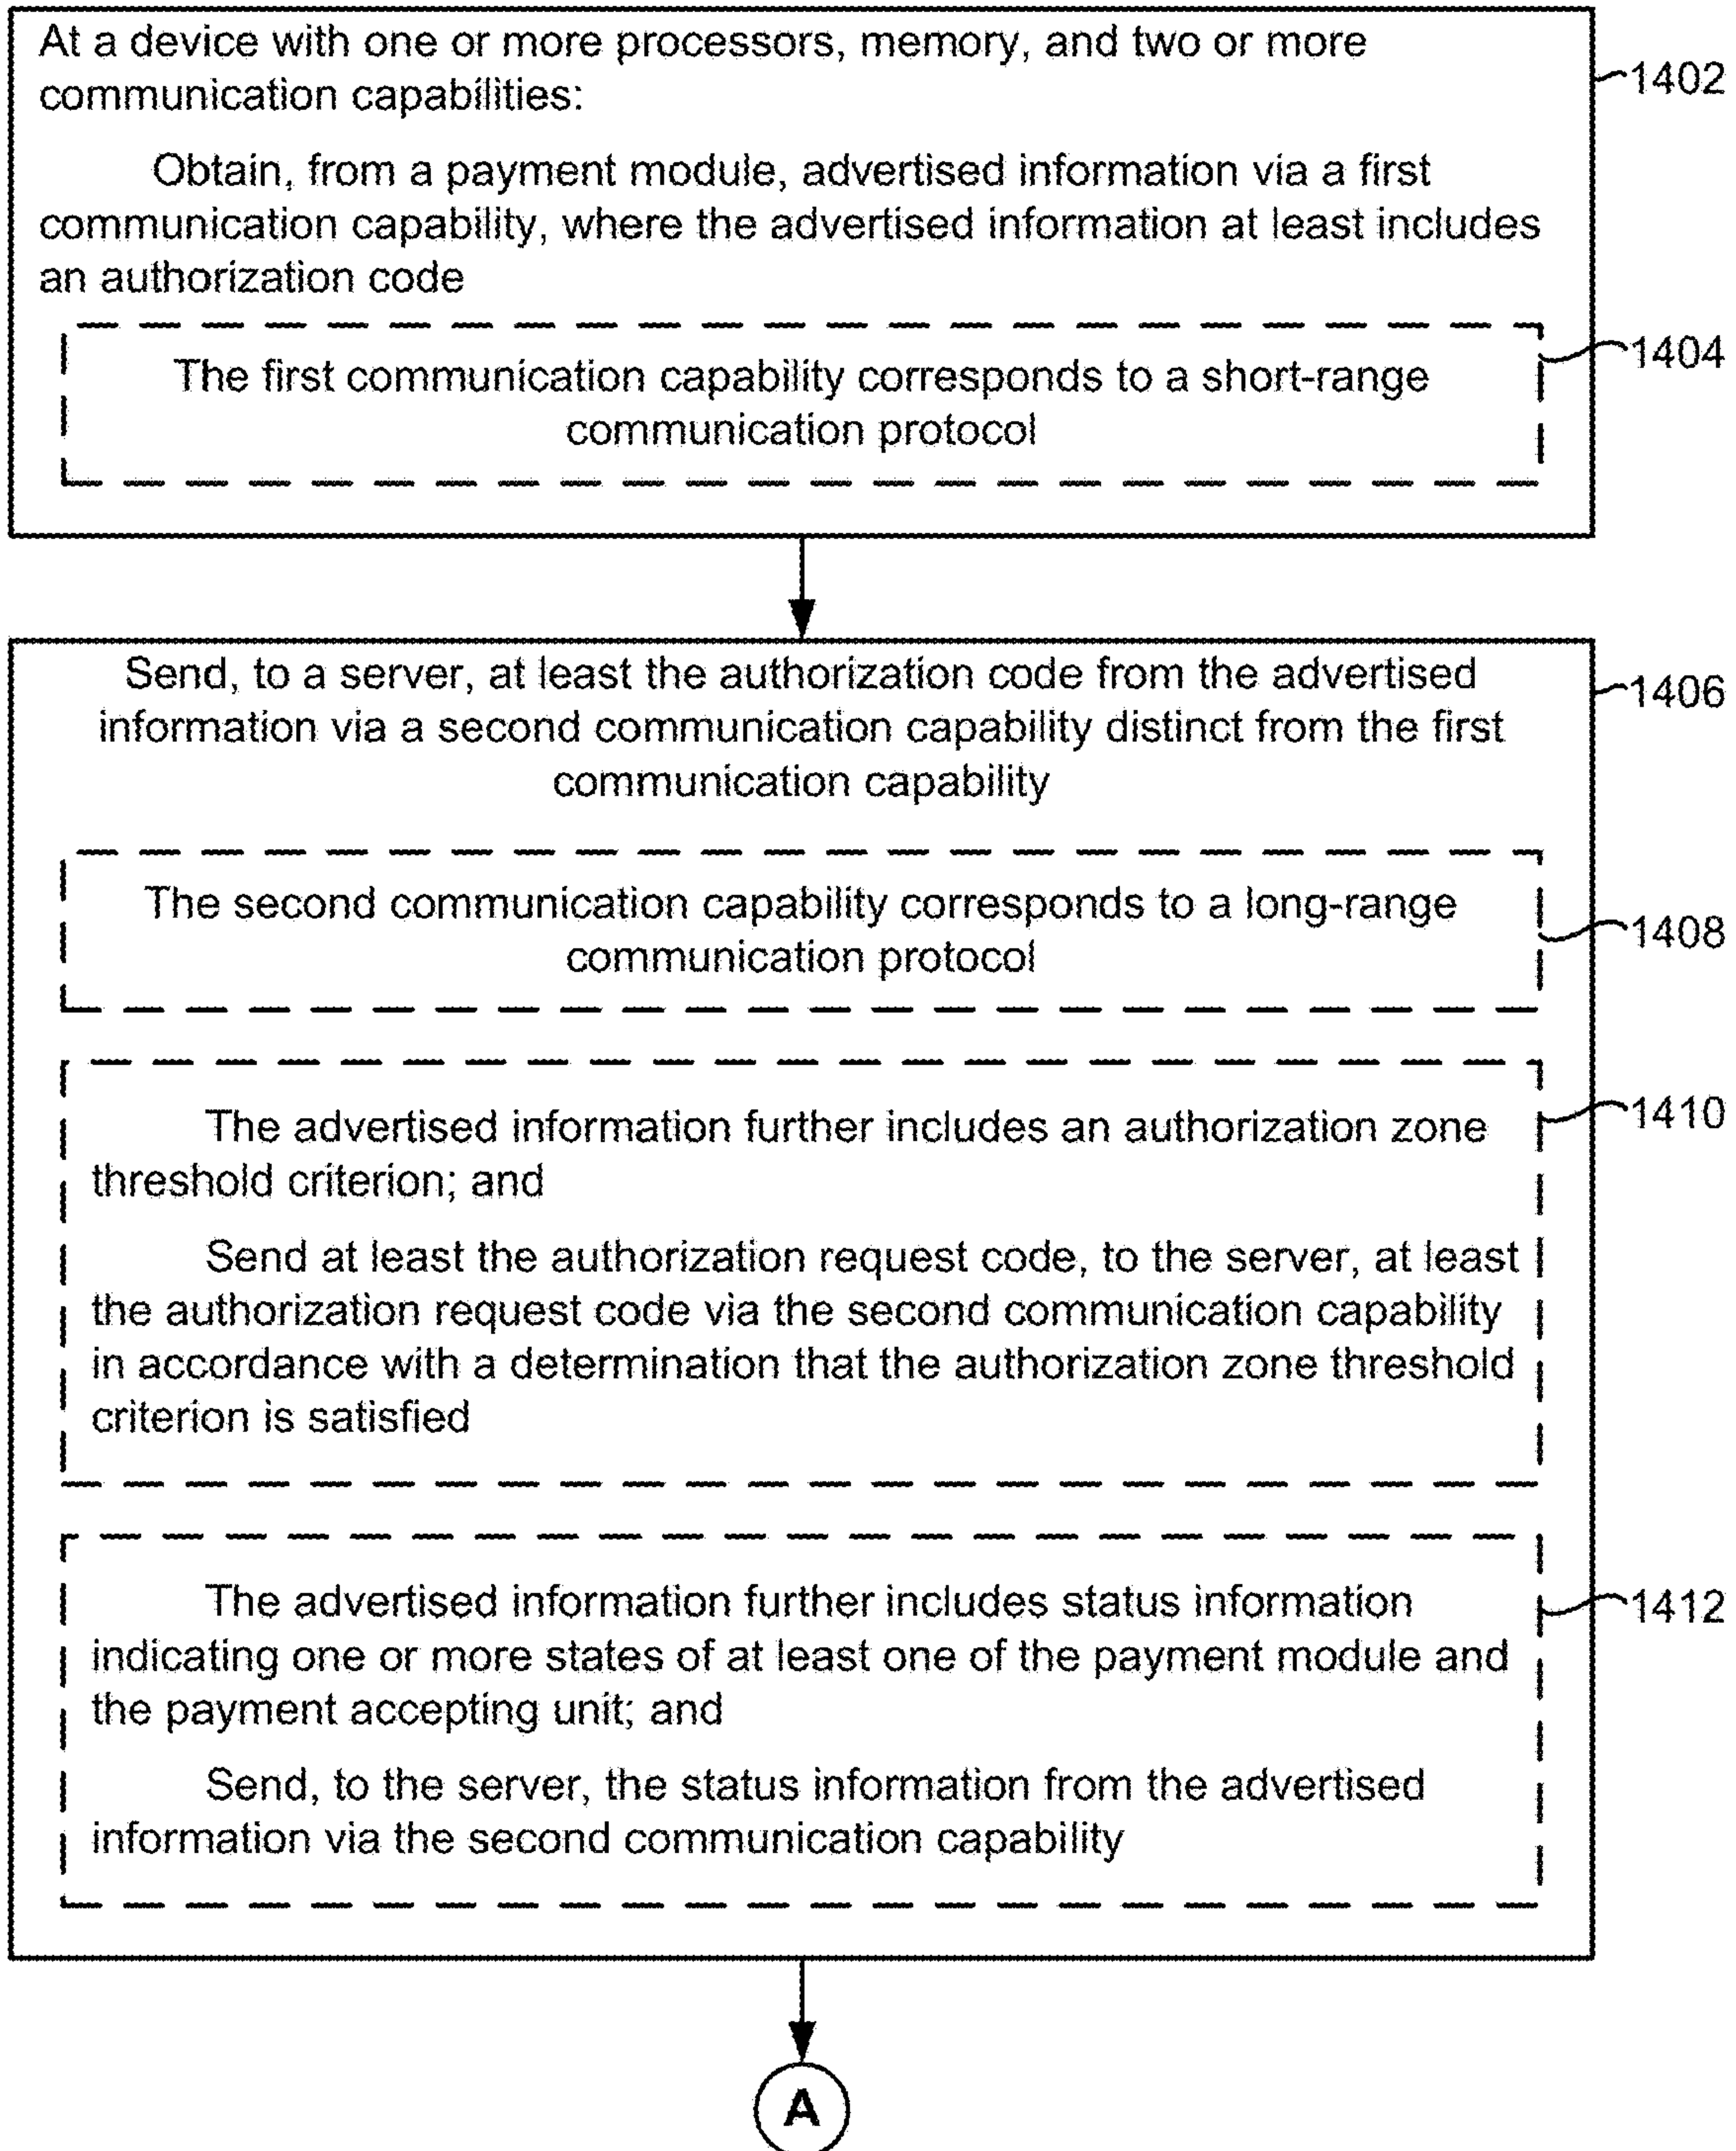 At a device with one or more processors, memory, and two or more
communication capabilities:
1402
Obtain, from a payment module, advertised information via a first
communication capability, where the advertised information at least includes
an authorization code
1404
The first communication capability corresponds to a short-range
communication protocol
Send, to a server, at least the authorization code from the advertised
1406
information via a second communication capability distinct from the first
communication capability
The second communication capability corresponds to a long-range
1408
communication protocol
1410
The advertised information further includes an authorization zone
threshold criterion; and
Send at least the authorization request code, to the server, at least
the authorization request code via the second communication capability
in accordance with a determination that the authorization zone threshold
criterion is satisfied
The advertised information further includes status information
1412
indicating one or more states of at least one of the payment module and
the payment accepting unit; and
Send, to the server, the status information from the advertised
information via the second communication capability
A